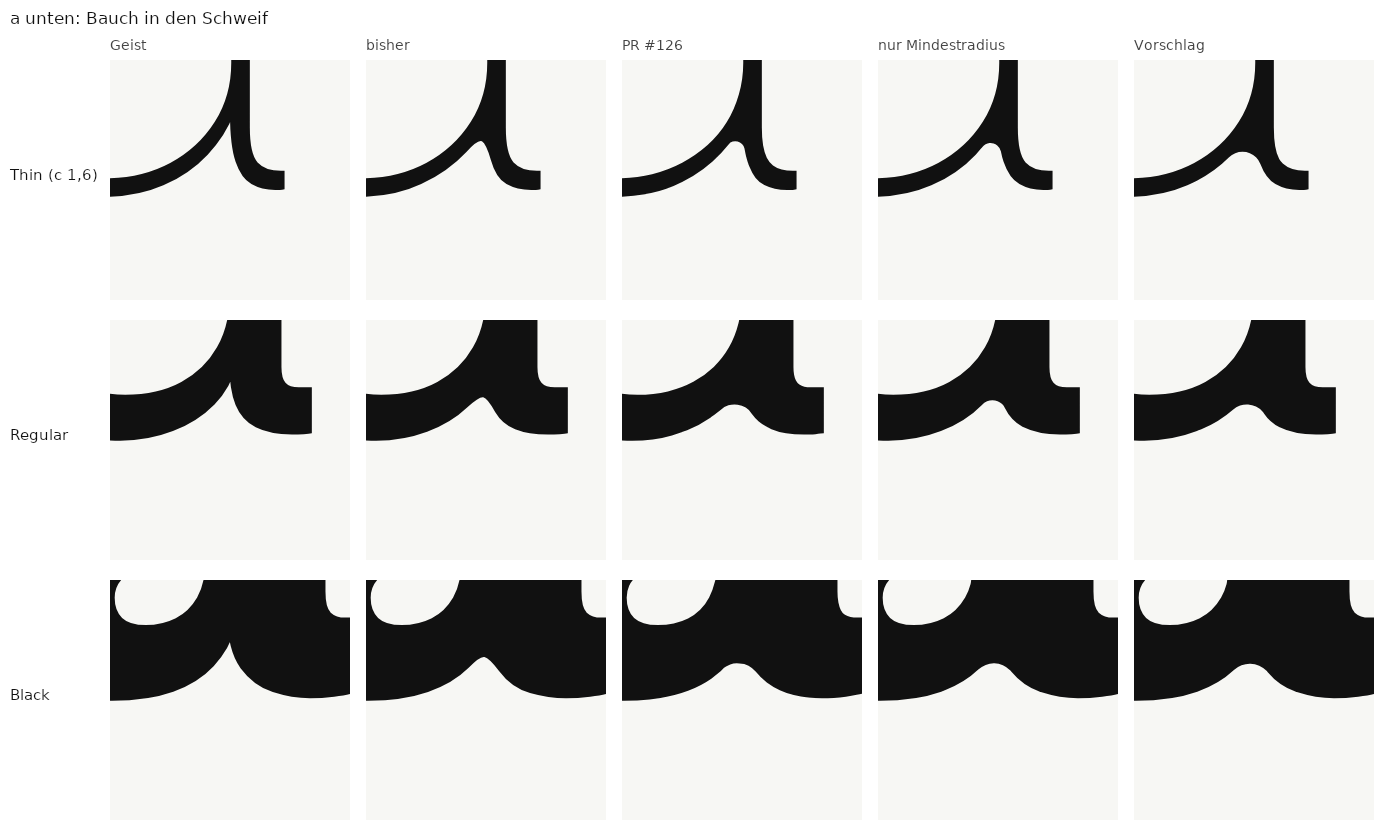 a unten: Bauch in den Schweif
Geist bisher PR #126 nur Mindestradius Vorschlag
Thin (c 1,6)
Regular
Black